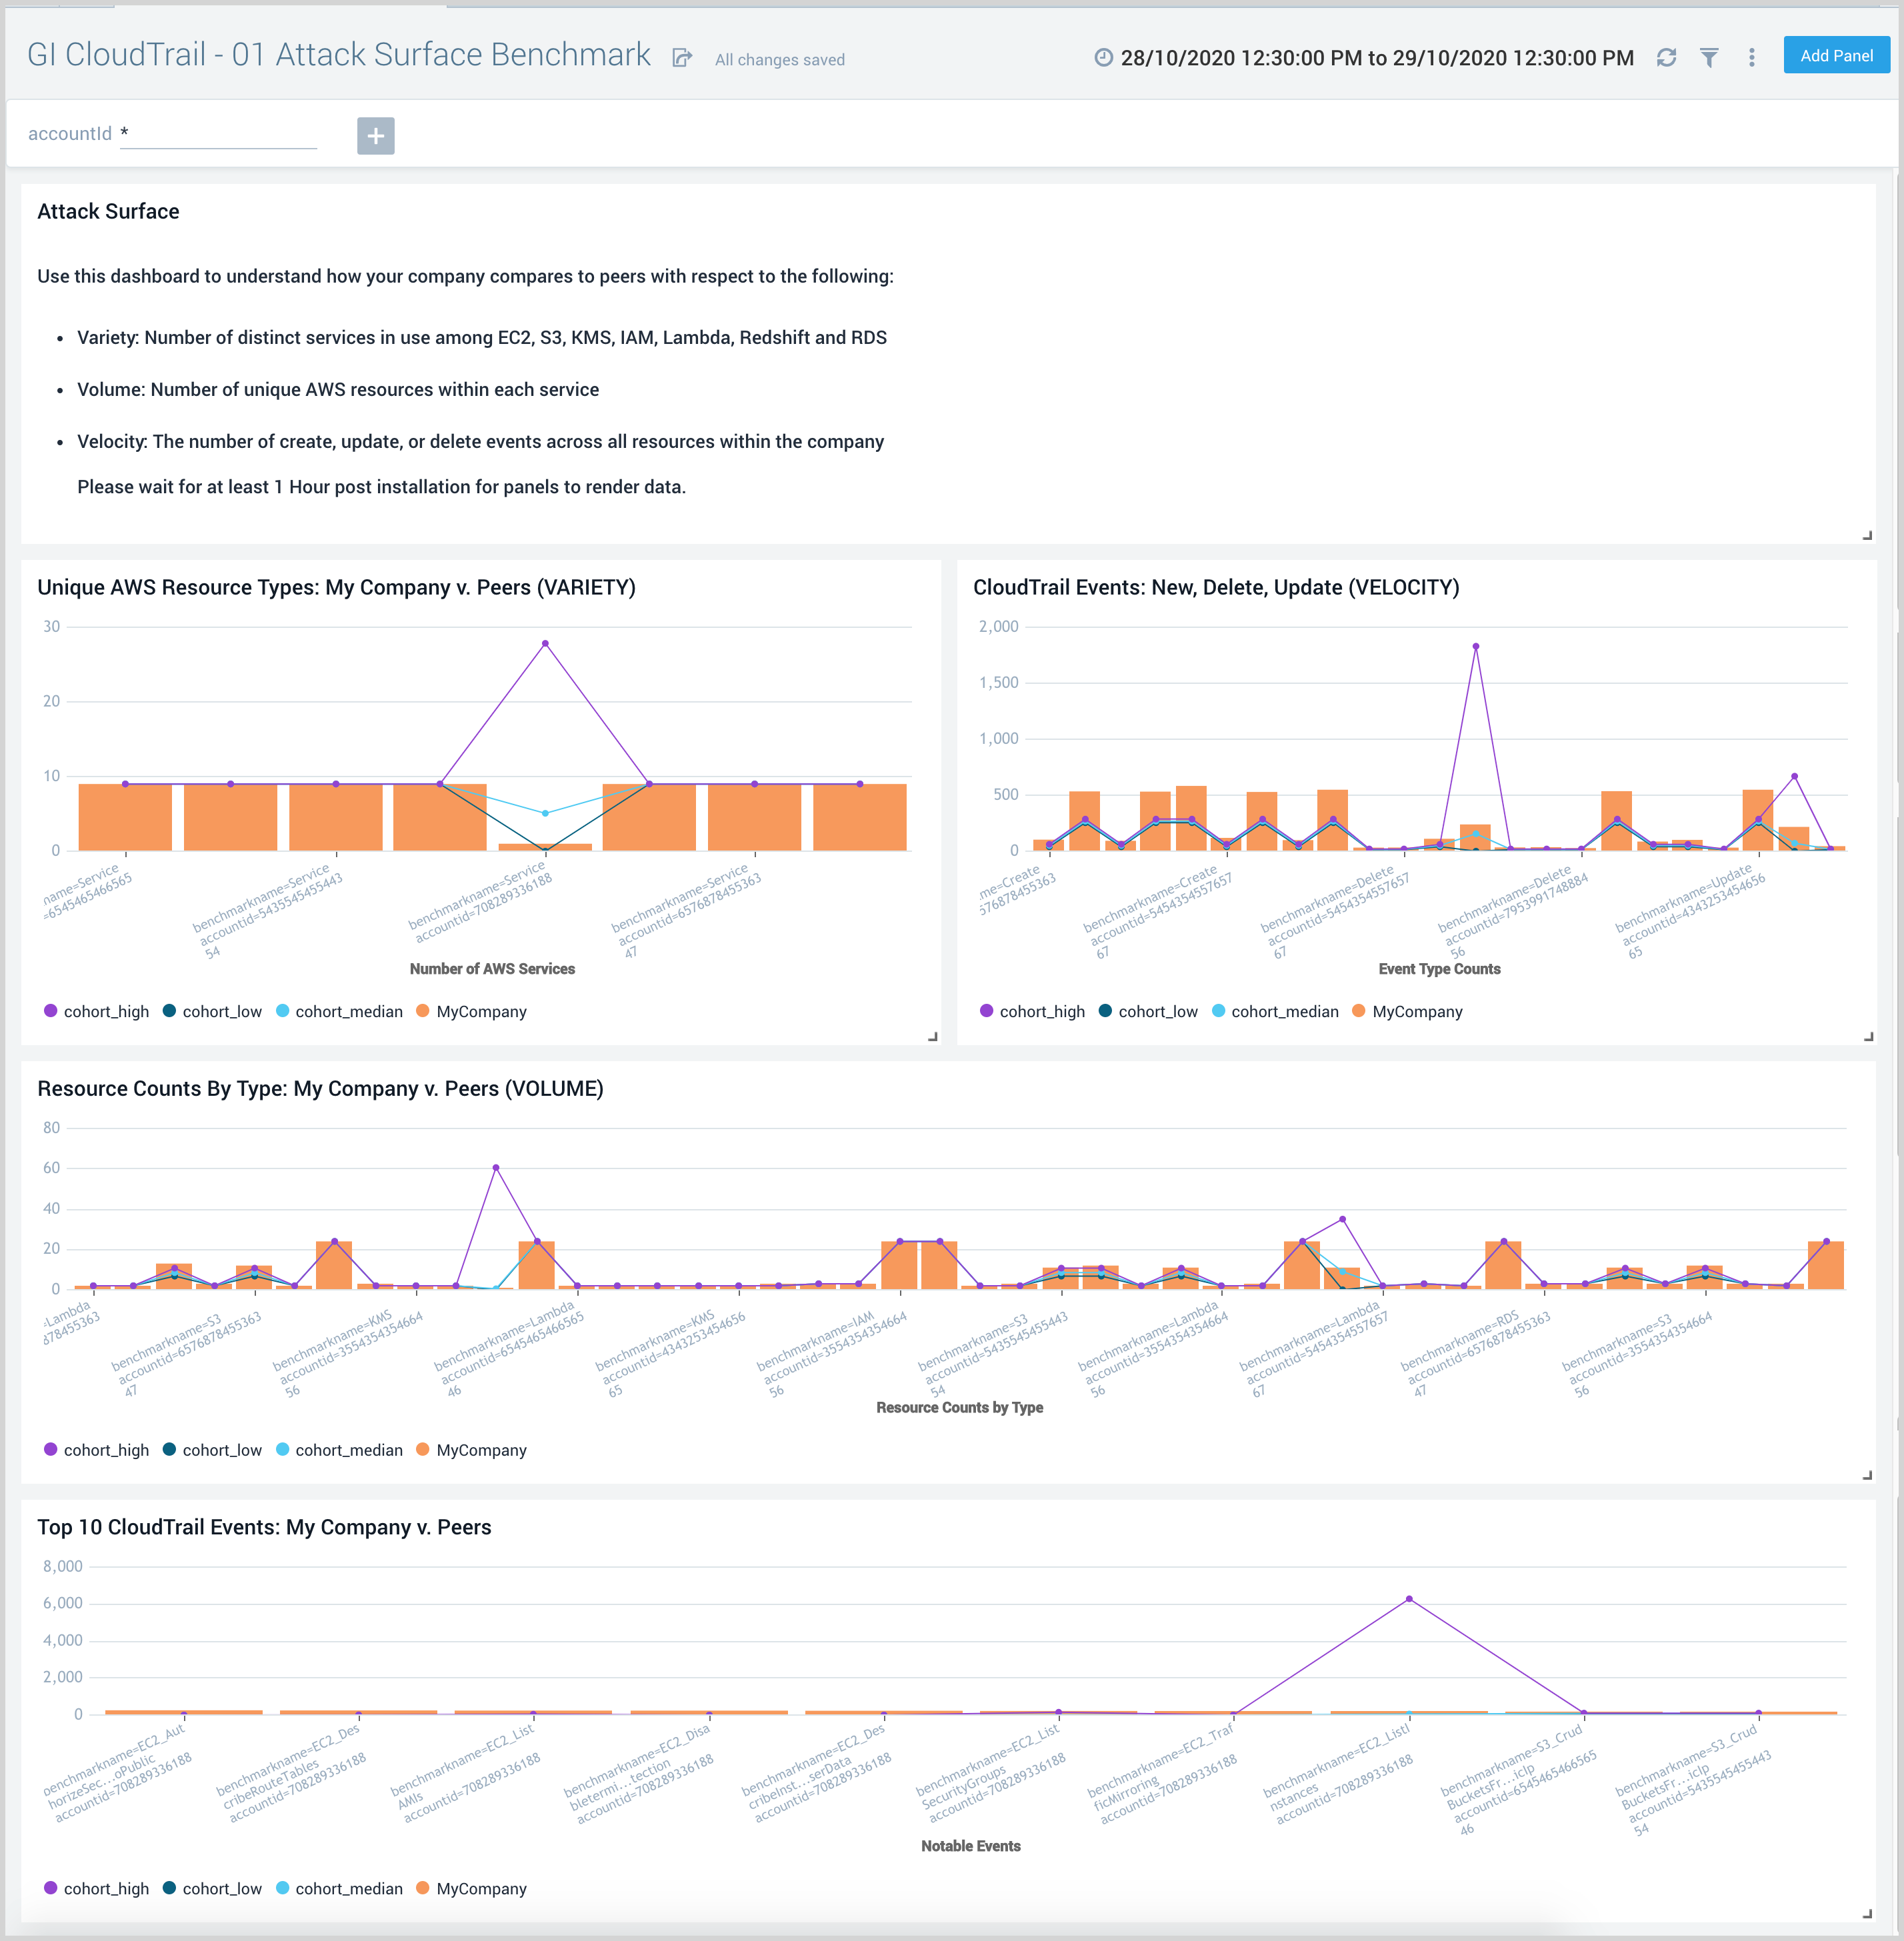 GI CloudTrail - 01 Attack Surface Benchmark
All changes saved
28/10/2020 12:30:00 PM to 29/10/2020 12:30:00 PM
Add Panel
accountId *
+
Attack Surface
Use this dashboard to understand how your company compares to peers with respect to the following:
• Variety: Number of distinct services in use among EC2, S3, KMS, IAM, Lambda, Redshift and RDS
• Volume: Number of unique AWS resources within each service
• Velocity: The number of create, update, or delete events across all resources within the company
Please wait for at least 1 Hour post installation for panels to render data.
Unique AWS Resource Types: My Company v. Peers (VARIETY)
30
20
10
0
name=Service
=65454654665​65
benchmarkname=Service
accountid=5435545455443
54
benchmarkname=Service
accountid=708289336188
benchmarkname=Service
accountid=6576878455363
47
Number of AWS Services
cohort_high
cohort_low
cohort_median
MyCompany
CloudTrail Events: New, Delete, Update (VELOCITY)
2,000
1,500
1,000
500
0
me=Create
576878455363
benchmarkname=Create
accountid=5454354557657
67
benchmarkname=Delete
accountid=5454354557657
67
benchmarkname=Delete
accountid=7953991748884
56
benchmarkname=Update
accountid=4343253454656
65
Event Type Counts
cohort_high
cohort_low
cohort_median
MyCompany
Resource Counts By Type: My Company v. Peers (VOLUME)
80
60
40
20
0
=Lambda
878455363
benchmarkname=S3
accountid=6576878455363
47
benchmarkname=KMS
accountid=3554354354664
56
benchmarkname=Lambda
accountid=6545465466565
46
benchmarkname=KMS
accountid=4343253454656
65
benchmarkname=IAM
accountid=3554354354664
56
benchmarkname=S3
accountid=5435545455443
54
benchmarkname=Lambda
accountid=3554354354664
56
benchmarkname=Lambda
accountid=5454354557657
67
benchmarkname=RDS
accountid=6576878455363
47
benchmarkname=S3
accountid=3554354354664
56
Resource Counts by Type
cohort_high
cohort_low
cohort_median
MyCompany
Top 10 CloudTrail Events: My Company v. Peers
8,000
6,000
4,000
2,000
0
benchmarkname=EC2_Aut
horizeSec...oPublic
accountid=708289336188
benchmarkname=EC2_Des
cribeRouteTables
accountid=708289336188
benchmarkname=EC2_List
AMIs
accountid=708289336188
benchmarkname=EC2_Disa
bletermi...tection
accountid=708289336188
benchmarkname=EC2_Des
cribeInst...serData
accountid=708289336188
benchmarkname=EC2_List
SecurityGroups
accountid=708289336188
benchmarkname=EC2_Traf
ficMirroring
accountid=708289336188
benchmarkname=EC2_ListI
nstances
accountid=708289336188
benchmarkname=S3_Crud
BucketsFr...icIp
accountid=6545465466565
46
benchmarkname=S3_Crud
BucketsFr...icIp
accountid=5435545455443
54
Notable Events
cohort_high
cohort_low
cohort_median
MyCompany